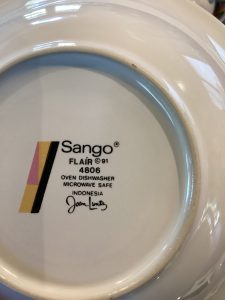 Sango®
FLAIR © 91
4806
OVEN DISHWASHER
MICROWAVE SAFE
INDONESIA